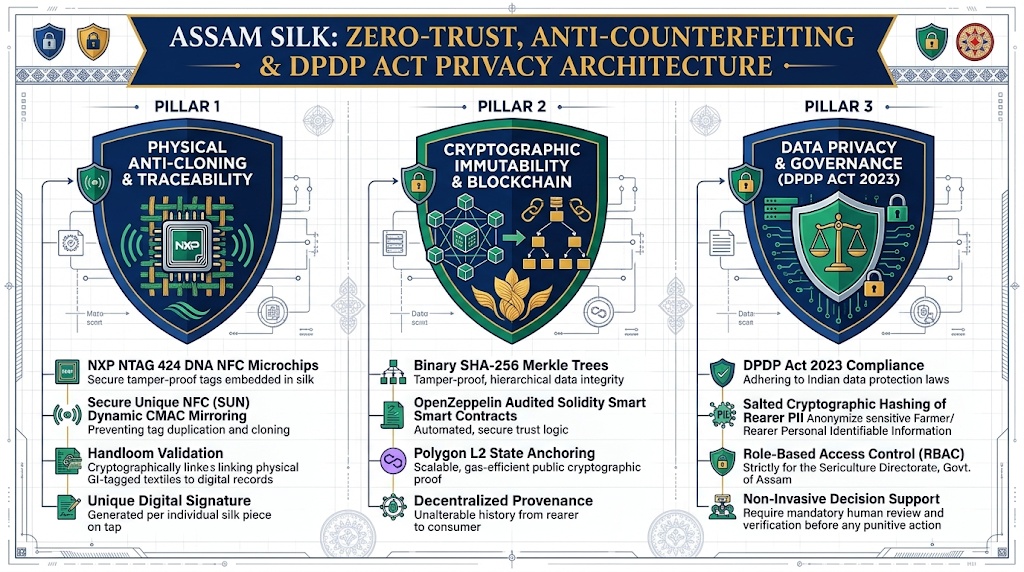 ASSAM SILK: ZERO-TRUST, ANTI-COUNTERFEITING
& DPDP ACT PRIVACY ARCHITECTURE
PILLAR 1
PHYSICAL
ANTI-CLONING
& TRACEABILITY
NXP
Mato
scort
NXP NTAG 424 DNA NFC Microchips
Secure tamper-proof tags embedded in silk
Secure Unique NFC (SUN)
Dynamic CMAC Mirroring
Preventing tag duplication and cloning
Handloom Validation
Cryptographically linkes linking physical
GI-tagged textiles to digital records
Unique Digital Signature
Generated per individual silk piece
on tap
PILLAR 2
CRYPTOGRAPHIC
IMMUTABILITY
& BLOCKCHAIN
Data
scort
Binary SHA-256 Merkle Trees
Tamper-proof, hierarchical data integrity
OpenZeppelin Audited Solidity Smart
Smart Contracts
Automated, secure trust logic
Polygon L2 State Anchoring
Scalable, gas-efficient public cryptographic
proof
Decentralized Provenance
Unalterable history from rearer
to consumer
PILLAR 3
DATA PRIVACY
& GOVERNANCE
(DPDP ACT 2023)
Data
scort
DPDP Act 2023 Compliance
Adhering to Indian data protection laws
PIE
Salted Cryptographic Hashing of
Rearer PII Anonymize sensitive Farmer/
Rearer Personal Identifiable Information
Role-Based Access Control (RBAC)
Strictly for the Sericulture Directorate, Govt.
of Assam
Non-Invasive Decision Support
Require mandatory human review and
verification before any punitive action